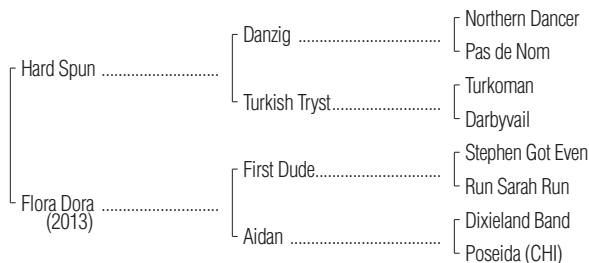 Northern Dancer
Danzig ........................................
Pas de Nom
Hard Spun .................................
Turkoman
Turkish Tryst...............................
Darbyvail
Stephen Got Even
First Dude....................................
Run Sarah Run
Flora Dora .................................
(2013)
Dixieland Band
Aidan ..........................................
Poseida (CHI)